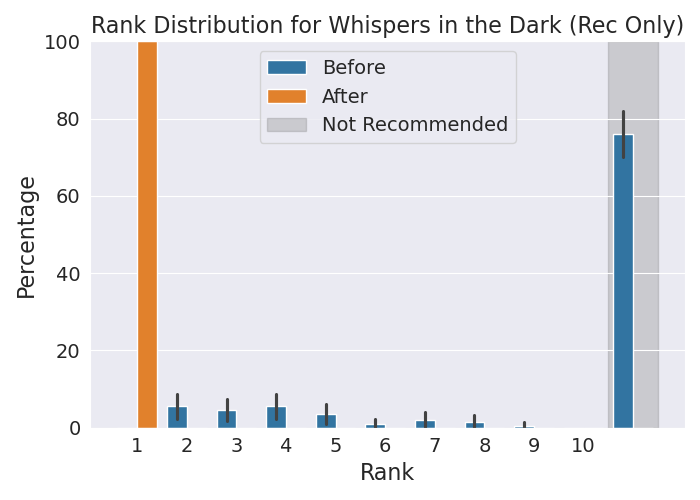 Rank Distribution for Whispers in the Dark (Rec Only)
100
80
60
40
20
0
Percentage
Before
After
Not Recommended
1 2 3 4 5 6 7 8 9 10
Rank